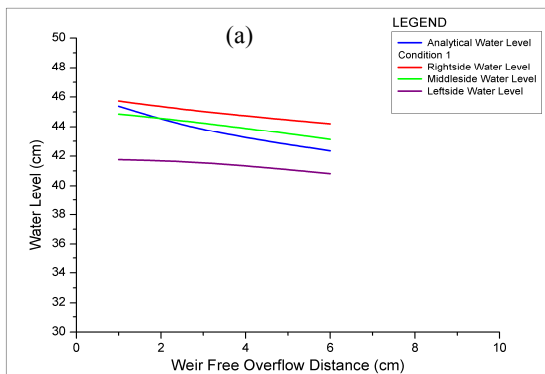 (a)
LEGEND
Analytical Water Level
Condition 1
Rightside Water Level
Middleside Water Level
Leftside Water Level
50
48
46
44
42
40
38
36
34
32
30
Water Level (cm)
0 2 4 6 8 10
Weir Free Overflow Distance (cm)